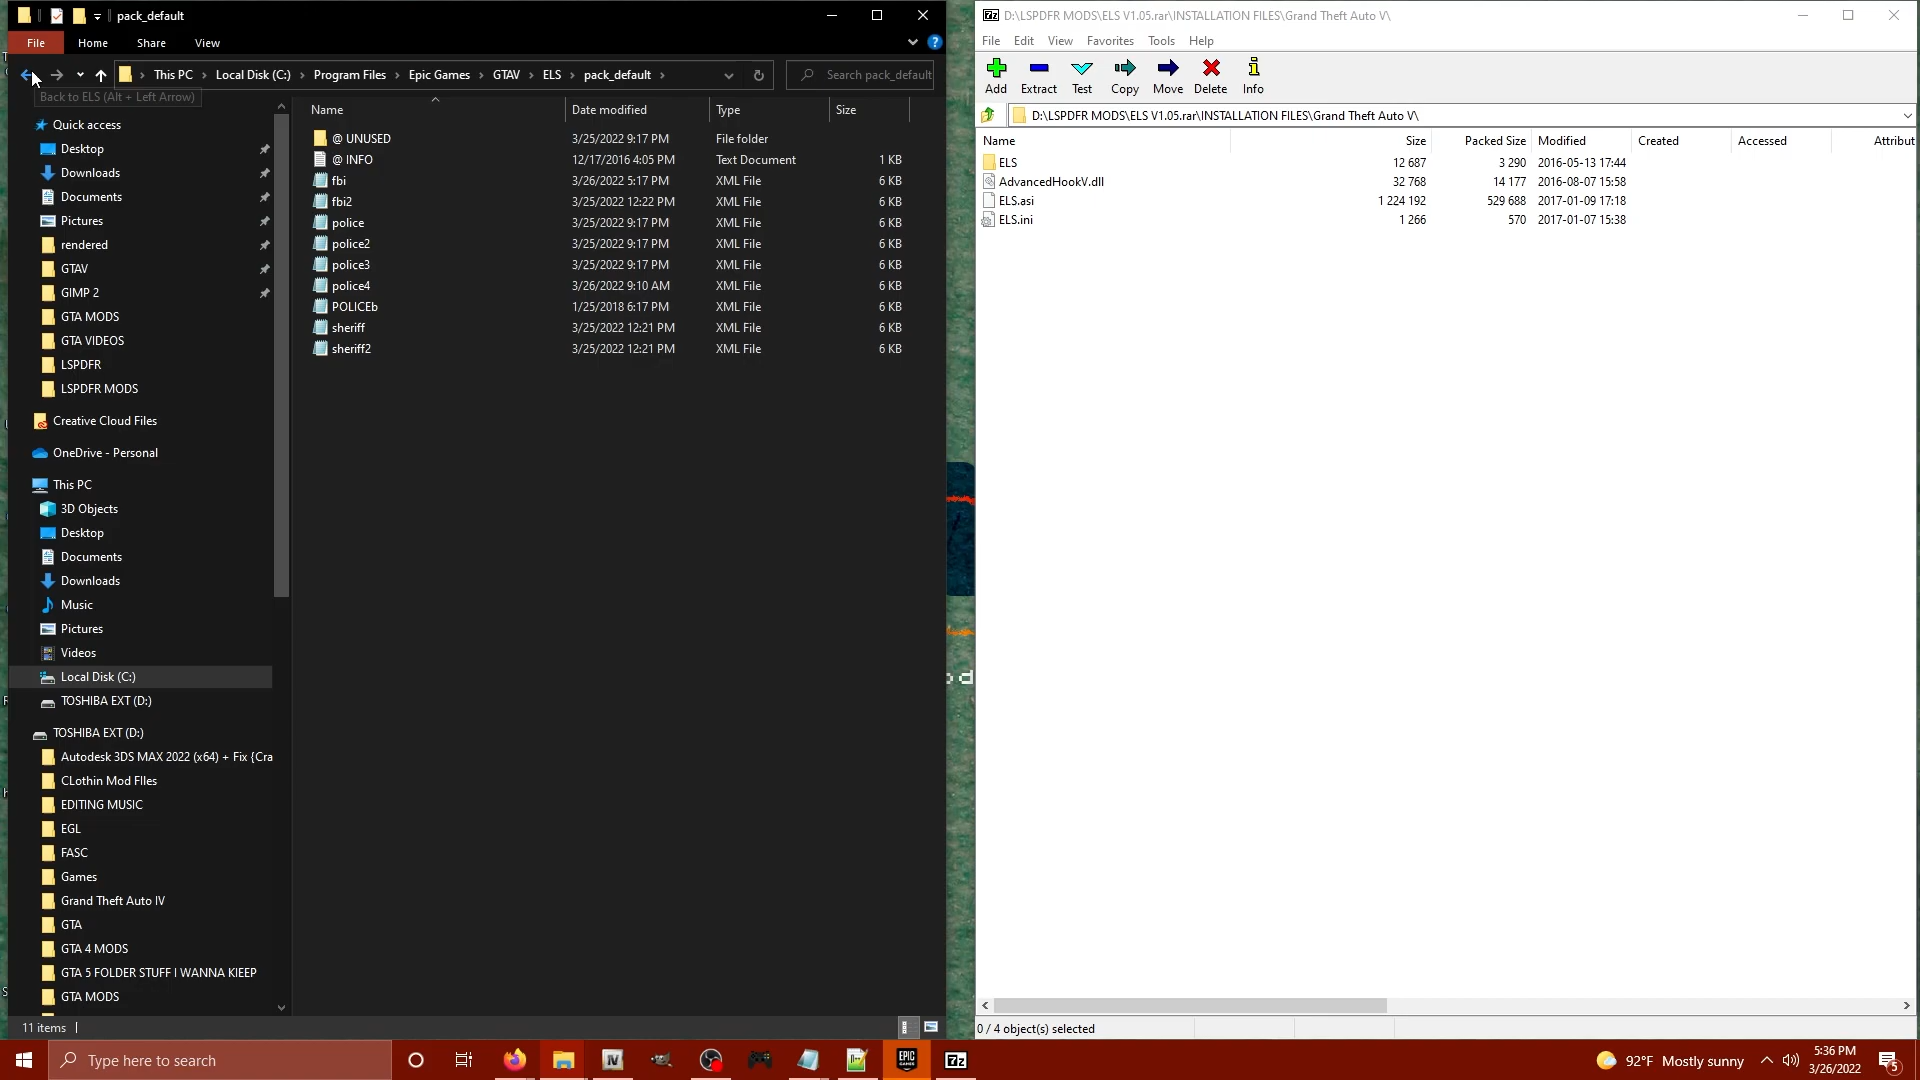 pack_default
File
Home
Share
View
This PC
Local Disk (C:)
Program Files
Epic Games
GTAV
ELS
pack_default
Search pack_default
Back to ELS (Alt + Left Arrow)
Quick access
Desktop
Downloads
Documents
Pictures
rendered
GTAV
GIMP 2
GTA MODS
GTA VIDEOS
LSPDFR
LSPDFR MODS
Creative Cloud Files
OneDrive - Personal
This PC
3D Objects
Desktop
Documents
Downloads
Music
Pictures
Videos
Local Disk (C:)
TOSHIBA EXT (D:)
TOSHIBA EXT (D:)
Autodesk 3DS MAX 2022 (x64) + Fix {Cra
CLothin Mod FIles
EDITING MUSIC
EGL
FASC
Games
Grand Theft Auto IV
GTA
GTA 4 MODS
GTA 5 FOLDER STUFF I WANNA KIEEP
GTA MODS
Name Date modified Type Size
@ UNUSED 3/25/2022 9:17 PM File folder
@ INFO 12/17/2016 4:05 PM Text Document 1 KB
fbi 3/26/2022 5:17 PM XML File 6 KB
fbi2 3/25/2022 12:22 PM XML File 6 KB
police 3/25/2022 9:17 PM XML File 6 KB
police2 3/25/2022 9:17 PM XML File 6 KB
police3 3/25/2022 9:17 PM XML File 6 KB
police4 3/26/2022 9:10 AM XML File 6 KB
POLICEb 1/25/2018 6:17 PM XML File 6 KB
sheriff 3/25/2022 12:21 PM XML File 6 KB
sheriff2 3/25/2022 12:21 PM XML File 6 KB
11 items
7z D:\LSPDFR MODS\ELS V1.05.rar\INSTALLATION FILES\Grand Theft Auto V\
File Edit View Favorites Tools Help
Add Extract Test Copy Move Delete Info
D:\LSPDFR MODS\ELS V1.05.rar\INSTALLATION FILES\Grand Theft Auto V\
Name Size Packed Size Modified Created Accessed Attribut
ELS 12 687 3 290 2016-05-13 17:44
AdvancedHookV.dll 32 768 14 177 2016-08-07 15:58
ELS.asi 1 224 192 529 688 2017-01-09 17:18
ELS.ini 1 266 570 2017-01-07 15:38
0 / 4 object(s) selected
Type here to search
IV
EPIC GAMES
7z
92°F Mostly sunny
5:36 PM
3/26/2022
5